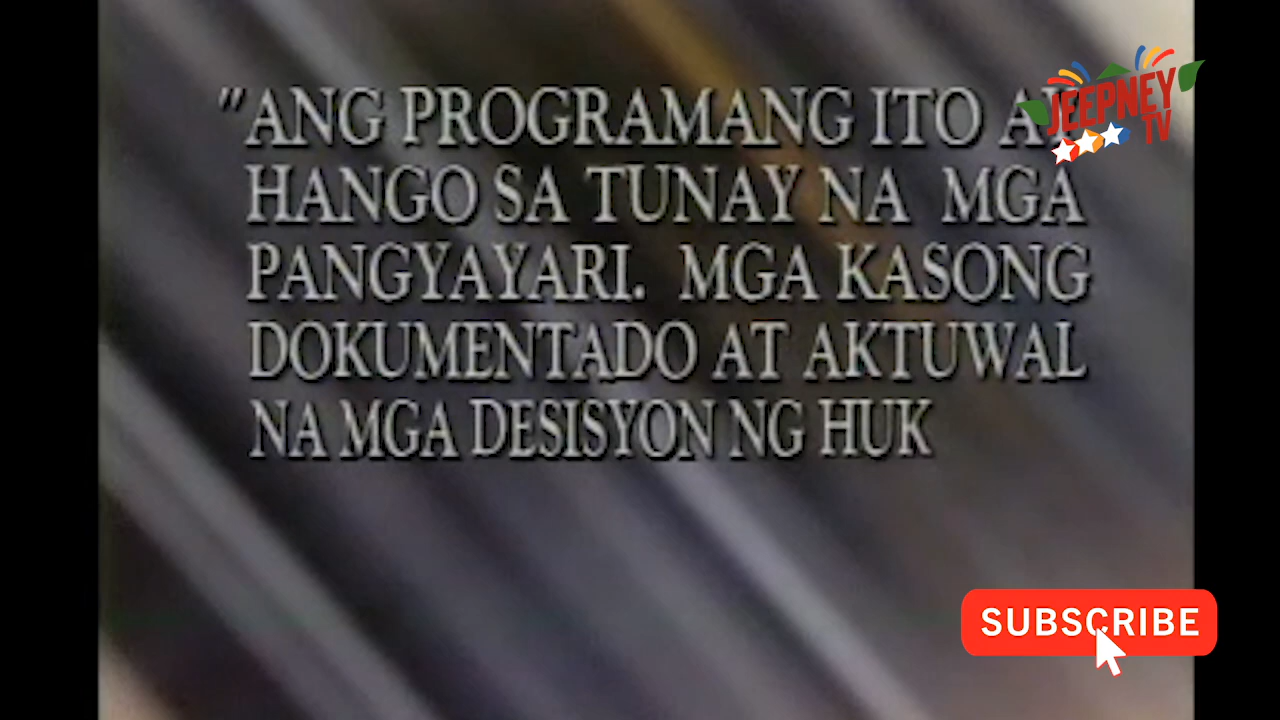 "ANG PROGRAMANG ITO AY
HANGO SA TUNAY NA MGA
PANGYAYARI. MGA KASONG
DOKUMENTADO AT AKTUWAL
NA MGA DESISYON NG HUK
JEEPNEY
TV
SUBSCRIBE